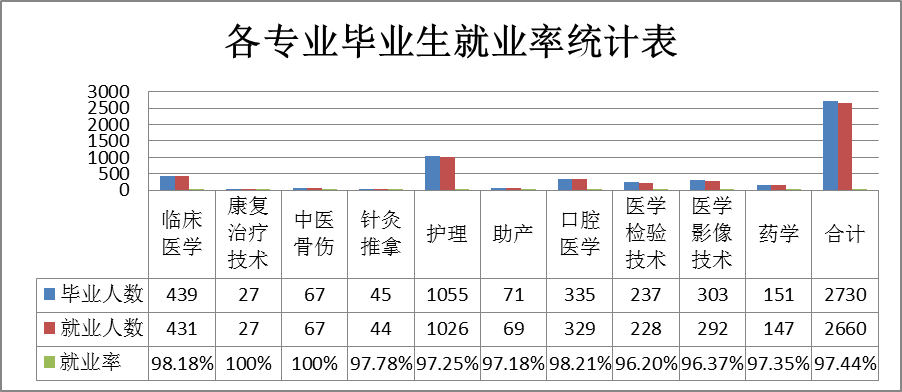 各专业毕业生就业率统计表
3000
2500
2000
1500
1000
500
0
临床医学 康复治疗技术 中医骨伤 针灸推拿 护理 助产 口腔医学 医学检验技术 医学影像技术 药学 合计
毕业人数 439 27 67 45 1055 71 335 237 303 151 2730
就业人数 431 27 67 44 1026 69 329 228 292 147 2660
就业率 98.18% 100% 100% 97.78% 97.25% 97.18% 98.21% 96.20% 96.37% 97.35% 97.44%